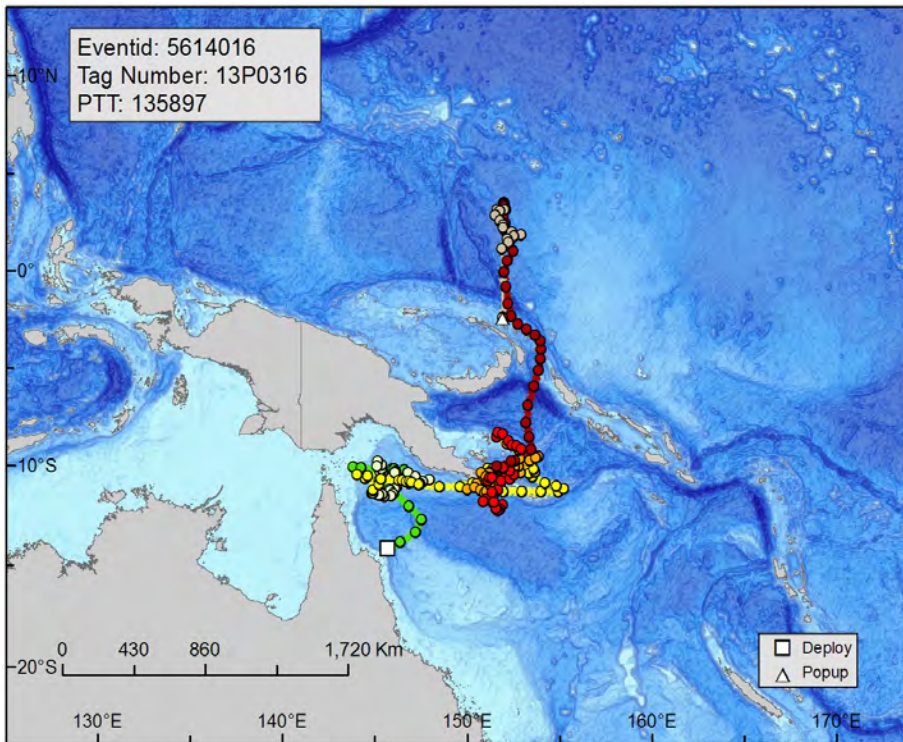 Eventid: 5614016
Tag Number: 13P0316
PTT: 135897
10°N
0°
10°S
20°S
0 430 860 1,720 Km
Deploy
Popup
130°E 140°E 150°E 160°E 170°E